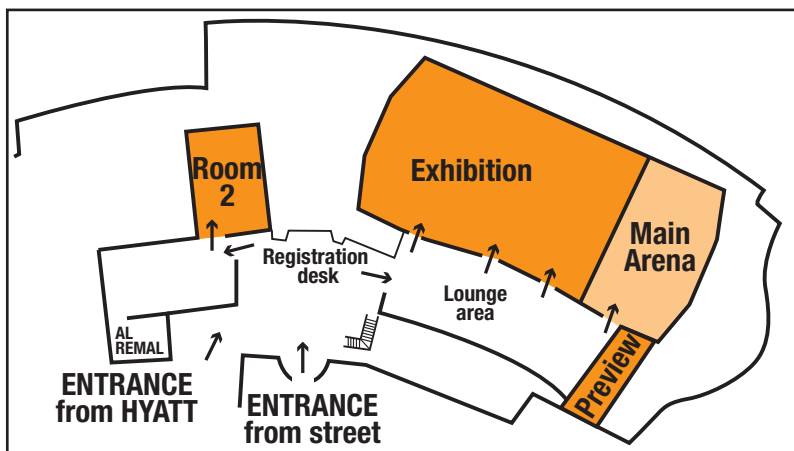 Room
2
Exhibition
Main
Arena
Registration
desk
Lounge
area
AL
REMAL
Preview
ENTRANCE
from HYATT
ENTRANCE
from street